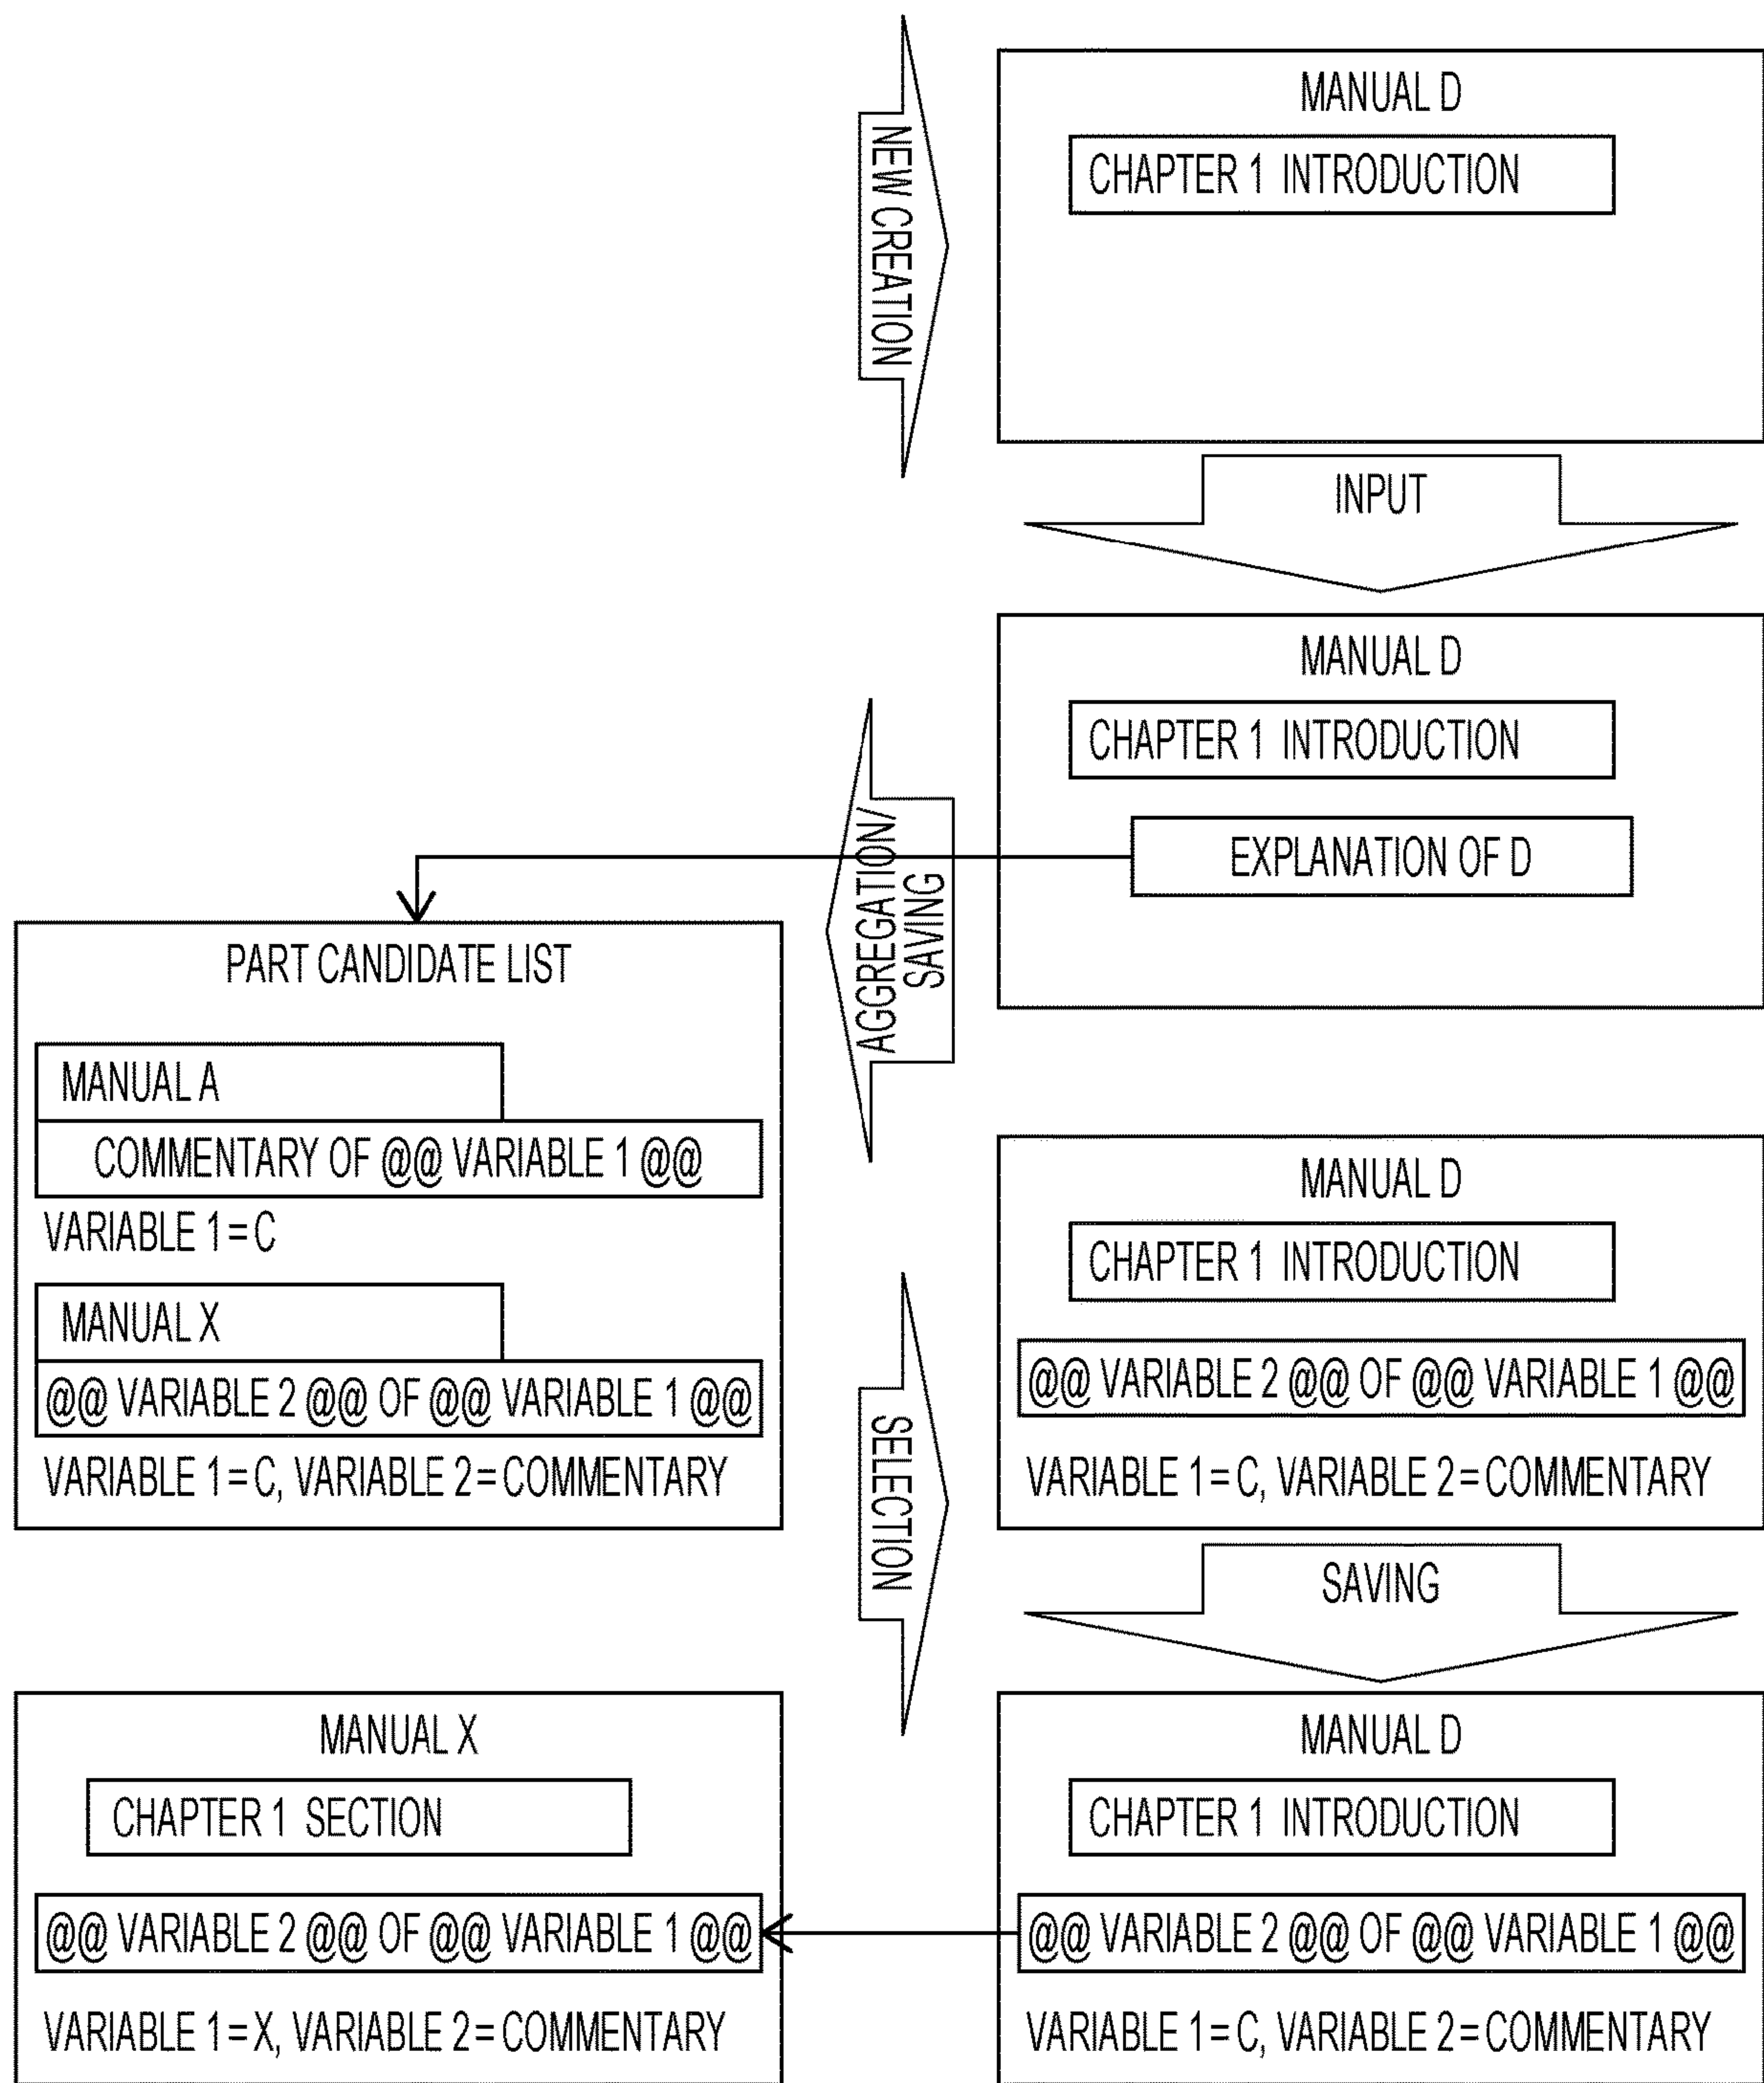 NEW CREATION
MANUAL D
CHAPTER 1 INTRODUCTION
INPUT
MANUAL D
CHAPTER 1 INTRODUCTION
EXPLANATION OF D
AGGREGATION/
SAVING
PART CANDIDATE LIST
MANUAL A
COMMENTARY OF @@ VARIABLE 1 @@
VARIABLE 1 = C
MANUAL X
@@ VARIABLE 2 @@ OF @@ VARIABLE 1 @@
VARIABLE 1 = C, VARIABLE 2 = COMMENTARY
SELECTION
MANUAL D
CHAPTER 1 INTRODUCTION
@@ VARIABLE 2 @@ OF @@ VARIABLE 1 @@
VARIABLE 1 = C, VARIABLE 2 = COMMENTARY
SAVING
MANUAL D
CHAPTER 1 INTRODUCTION
@@ VARIABLE 2 @@ OF @@ VARIABLE 1 @@
VARIABLE 1 = C, VARIABLE 2 = COMMENTARY
MANUAL X
CHAPTER 1 SECTION
@@ VARIABLE 2 @@ OF @@ VARIABLE 1 @@
VARIABLE 1 = X, VARIABLE 2 = COMMENTARY